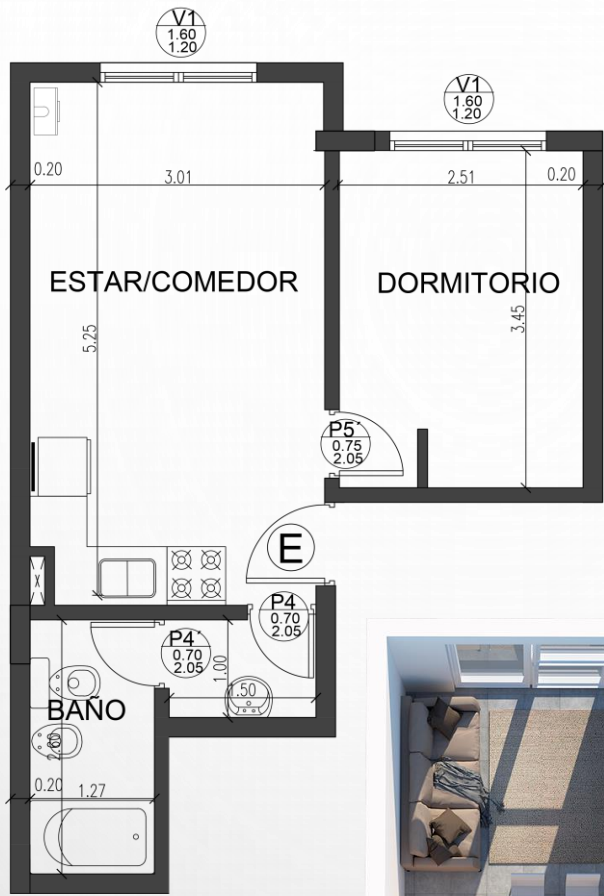 V1
1.60
1.20
V1
1.60
1.20
0.20
3.01
2.51
0.20
ESTAR/COMEDOR
DORMITORIO
5.25
3.45
P5´
0.75
2.05
E
P4
0.70
2.05
P4´
0.70
2.05
1.00
1.50
BAÑO
2.60
0.20
1.27
X